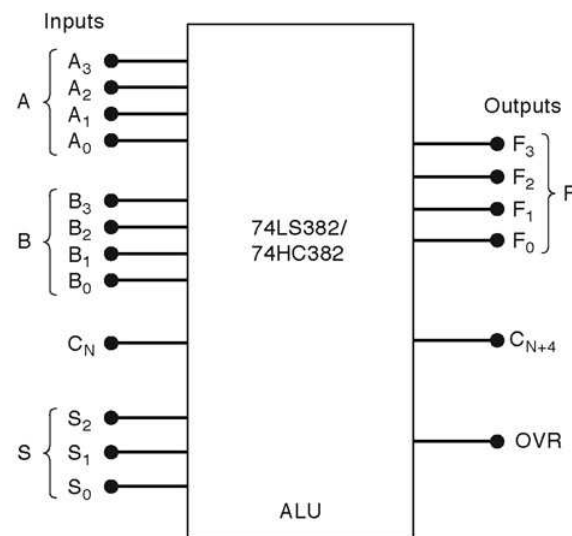 Inputs
A
A3
A2
A1
A0
B
B3
B2
B1
B0
CN
S
S2
S1
S0
74LS382/
74HC382
ALU
Outputs
F3
F2
F1
F0
F
CN+4
OVR